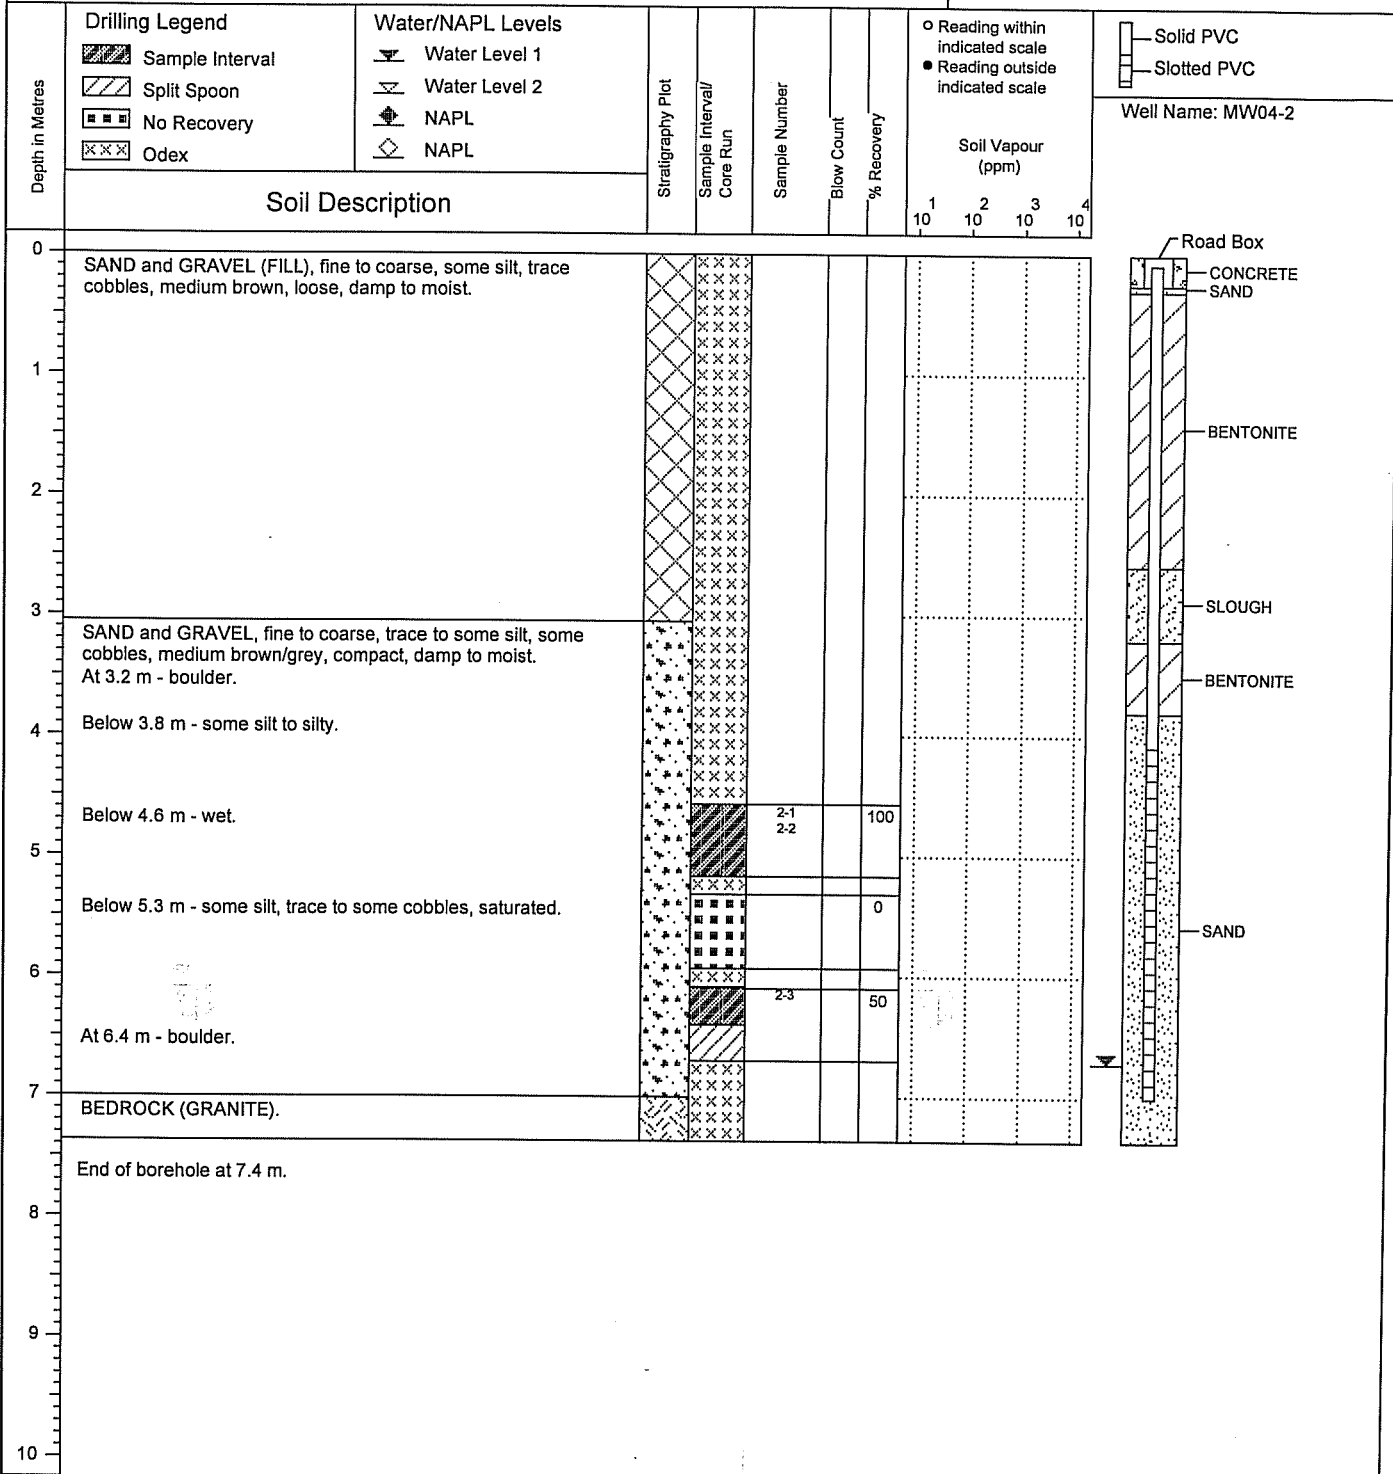 Drilling Legend
Sample Interval
Split Spoon
No Recovery
Odex
Water/NAPL Levels
Water Level 1
Water Level 2
NAPL
NAPL
Depth in Metres
Soil Description
Stratigraphy Plot
Sample Interval/
Core Run
Sample Number
Blow Count
% Recovery
Reading within
indicated scale
Reading outside
indicated scale
Soil Vapour
(ppm)
10^1 10^2 10^3 10^4
Solid PVC
Slotted PVC
Well Name: MW04-2
0
1
2
3
4
5
6
7
8
9
10
SAND and GRAVEL (FILL), fine to coarse, some silt, trace
cobbles, medium brown, loose, damp to moist.
SAND and GRAVEL, fine to coarse, trace to some silt, some
cobbles, medium brown/grey, compact, damp to moist.
At 3.2 m - boulder.
Below 3.8 m - some silt to silty.
Below 4.6 m - wet.
Below 5.3 m - some silt, trace to some cobbles, saturated.
At 6.4 m - boulder.
BEDROCK (GRANITE).
End of borehole at 7.4 m.
2-1
2-2
100
0
2-3
50
Road Box
CONCRETE
SAND
BENTONITE
SLOUGH
BENTONITE
SAND